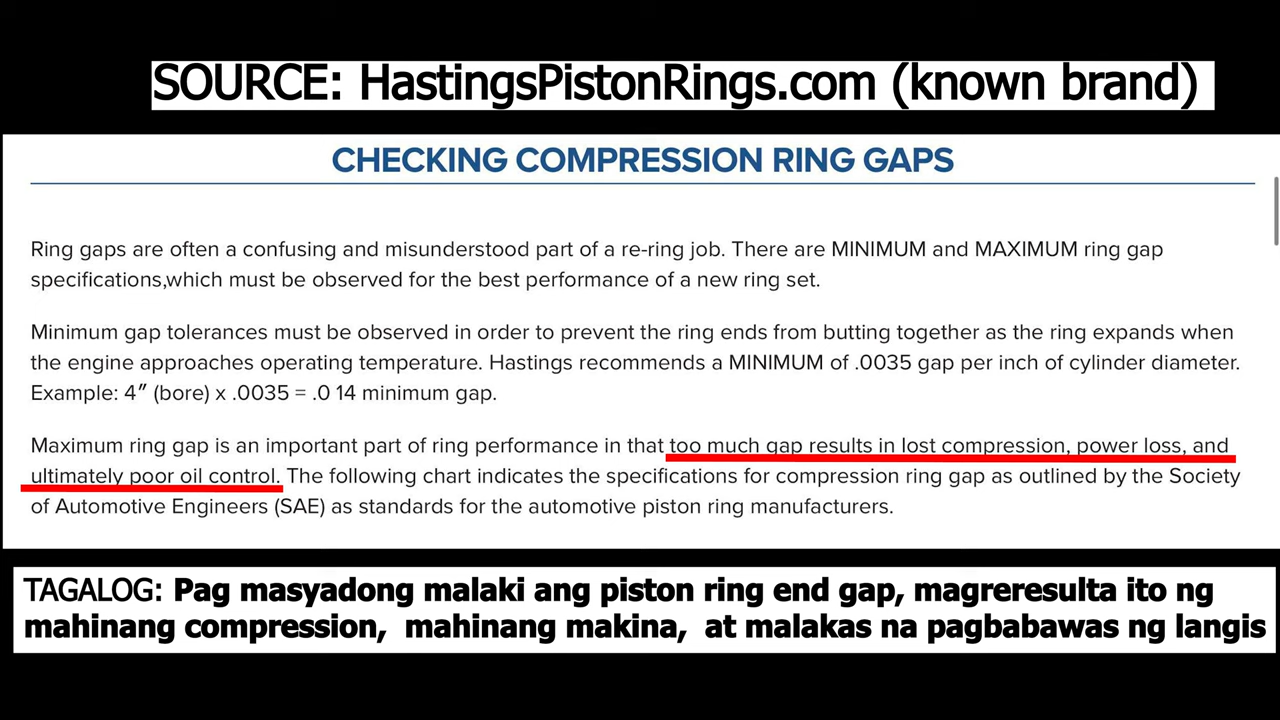 SOURCE: HastingsPistonRings.com (known brand)
CHECKING COMPRESSION RING GAPS
Ring gaps are often a confusing and misunderstood part of a re-ring job. There are MINIMUM and MAXIMUM ring gap
specifications,which must be observed for the best performance of a new ring set.
Minimum gap tolerances must be observed in order to prevent the ring ends from butting together as the ring expands when
the engine approaches operating temperature. Hastings recommends a MINIMUM of .0035 gap per inch of cylinder diameter.
Example: 4″ (bore) x .0035 = .0 14 minimum gap.
Maximum ring gap is an important part of ring performance in that too much gap results in lost compression, power loss, and
ultimately poor oil control. The following chart indicates the specifications for compression ring gap as outlined by the Society
of Automotive Engineers (SAE) as standards for the automotive piston ring manufacturers.
TAGALOG: Pag masyadong malaki ang piston ring end gap, magreresulta ito ng
mahinang compression, mahinang makina, at malakas na pagbabawas ng langis